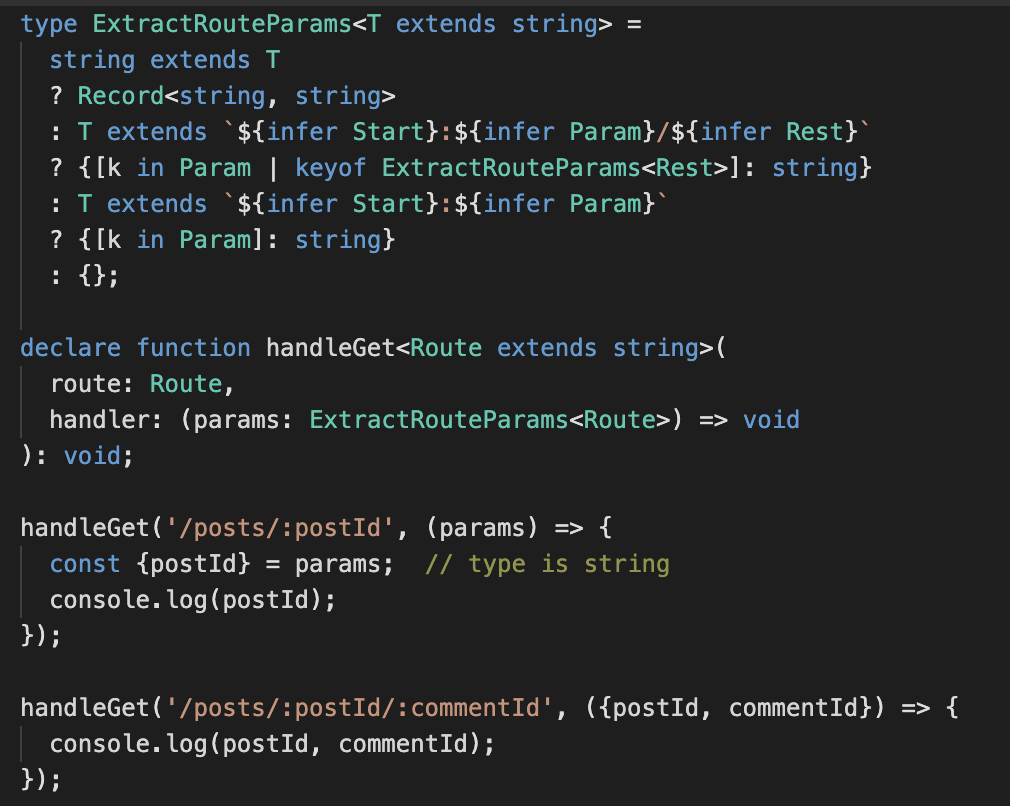 type ExtractRouteParams<T extends string> =
  string extends T
  ? Record<string, string>
  : T extends `${infer Start}:${infer Param}/${infer Rest}`
  ? {[k in Param | keyof ExtractRouteParams<Rest>]: string}
  : T extends `${infer Start}:${infer Param}`
  ? {[k in Param]: string}
  : {};

declare function handleGet<Route extends string>(
  route: Route,
  handler: (params: ExtractRouteParams<Route>) => void
): void;

handleGet('/posts/:postId', (params) => {
  const {postId} = params;  // type is string
  console.log(postId);
});

handleGet('/posts/:postId/:commentId', ({postId, commentId}) => {
  console.log(postId, commentId);
});